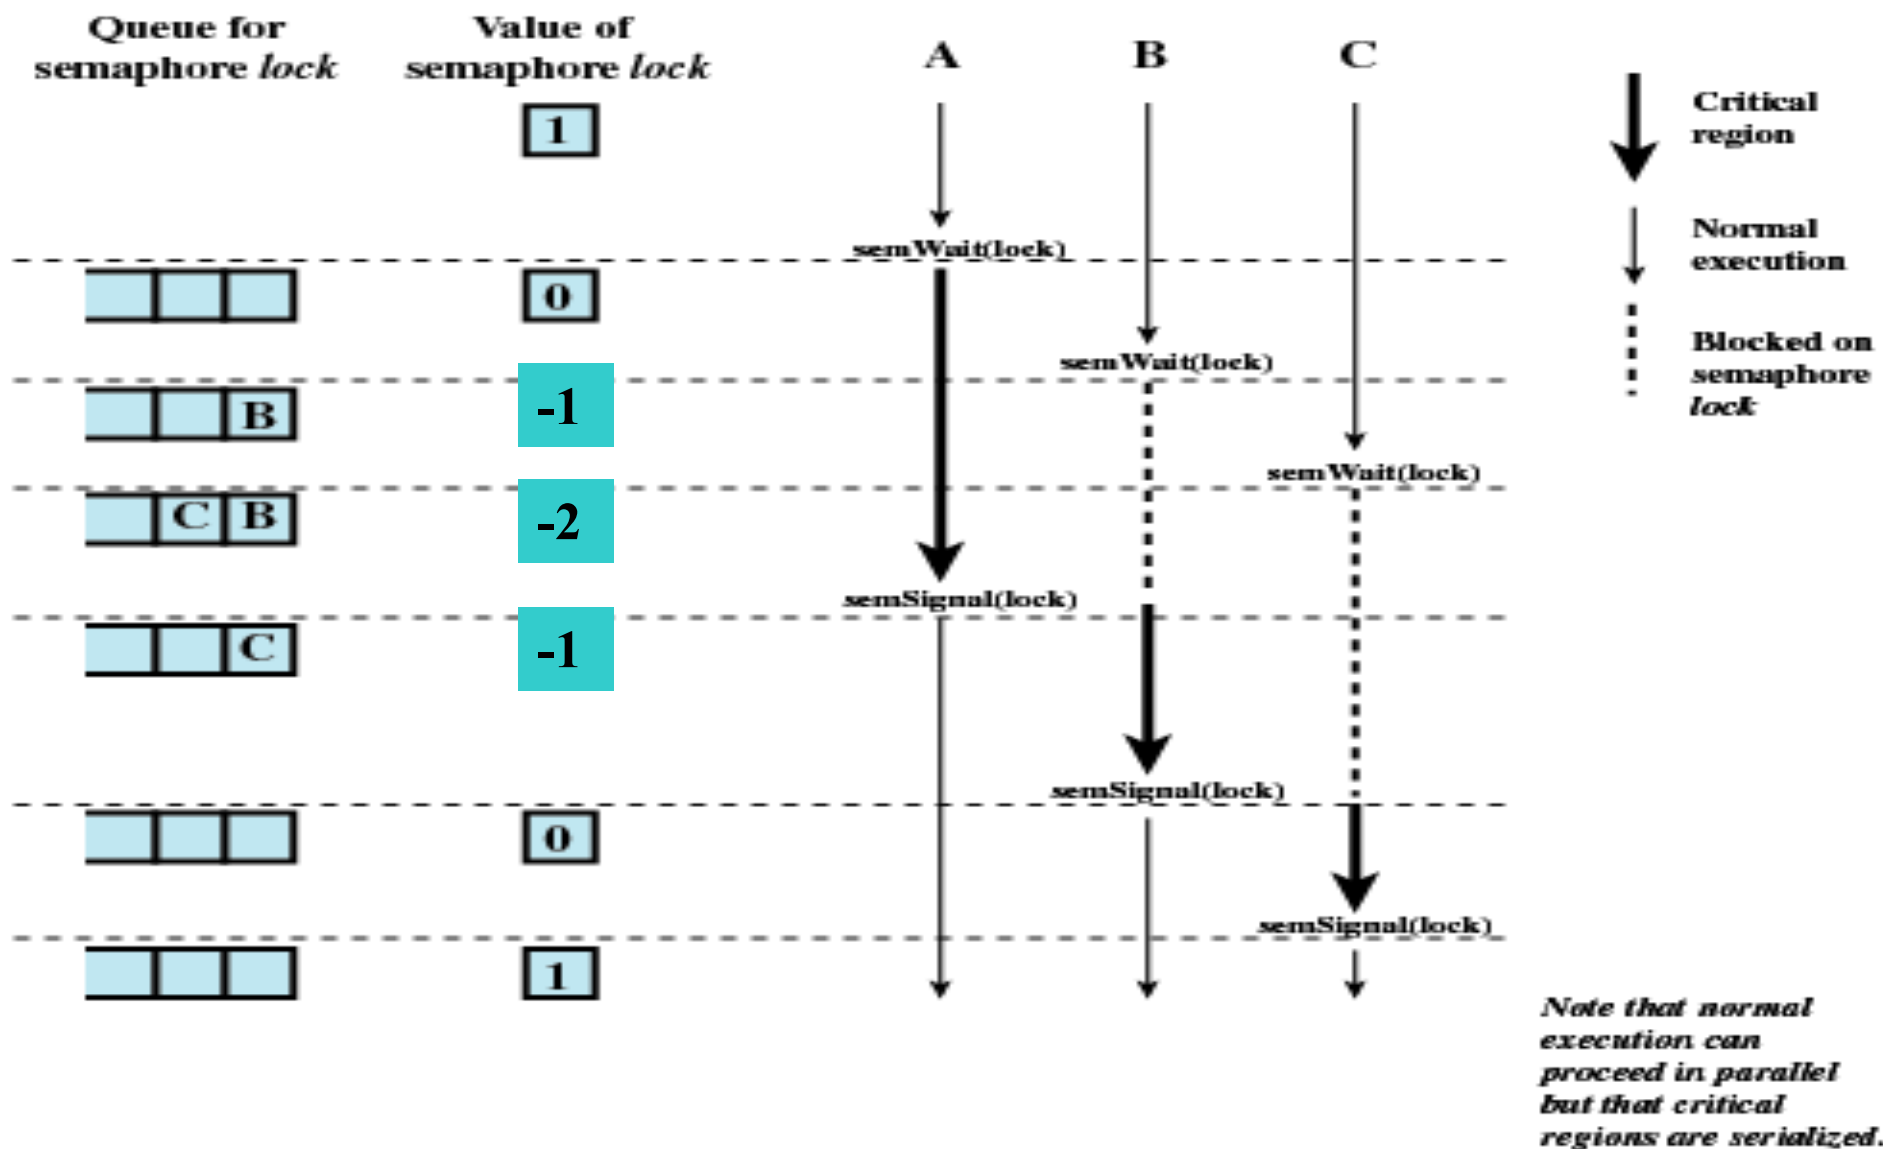 Queue for
semaphore lock
Value of
semaphore lock
A
B
C
1
Critical
region
Normal
execution
Blocked on
semaphore
lock
semWait(lock)
0
semWait(lock)
B
-1
semWait(lock)
C B
-2
semSignal(lock)
C
-1
semSignal(lock)
0
semSignal(lock)
1
Note that normal
execution can
proceed in parallel
but that critical
regions are serialized.